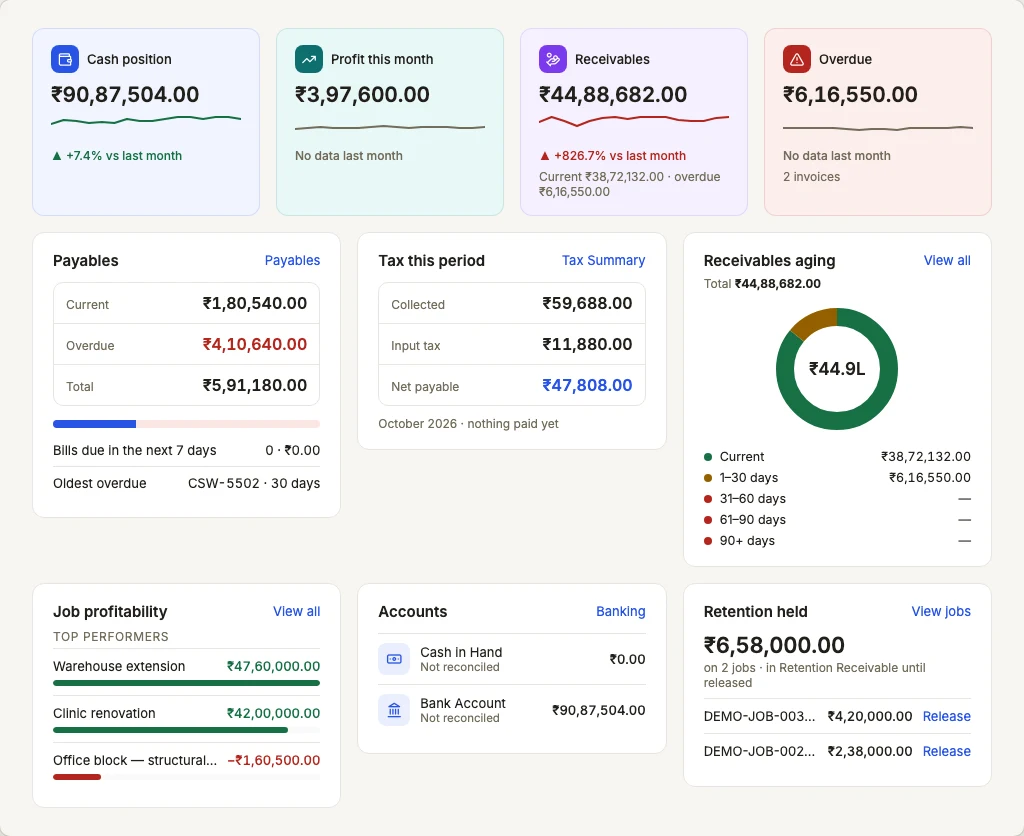 Cash position
₹90,87,504.00
▲ +7.4% vs last month
Profit this month
₹3,97,600.00
No data last month
Receivables
₹44,88,682.00
▲ +826.7% vs last month
Current ₹38,72,132.00 · overdue
₹6,16,550.00
Overdue
₹6,16,550.00
No data last month
2 invoices
Payables Payables
Current ₹1,80,540.00
Overdue ₹4,10,640.00
Total ₹5,91,180.00
Bills due in the next 7 days 0 · ₹0.00
Oldest overdue CSW-5502 · 30 days
Tax this period Tax Summary
Collected ₹59,688.00
Input tax ₹11,880.00
Net payable ₹47,808.00
October 2026 · nothing paid yet
Receivables aging View all
Total ₹44,88,682.00
₹44.9L
Current ₹38,72,132.00
1–30 days ₹6,16,550.00
31–60 days —
61–90 days —
90+ days —
Job profitability View all
TOP PERFORMERS
Warehouse extension ₹47,60,000.00
Clinic renovation ₹42,00,000.00
Office block — structural... −₹1,60,500.00
Accounts Banking
Cash in Hand ₹0.00
Not reconciled
Bank Account ₹90,87,504.00
Not reconciled
Retention held View jobs
₹6,58,000.00
on 2 jobs · in Retention Receivable until
released
DEMO-JOB-003... ₹4,20,000.00 Release
DEMO-JOB-002... ₹2,38,000.00 Release